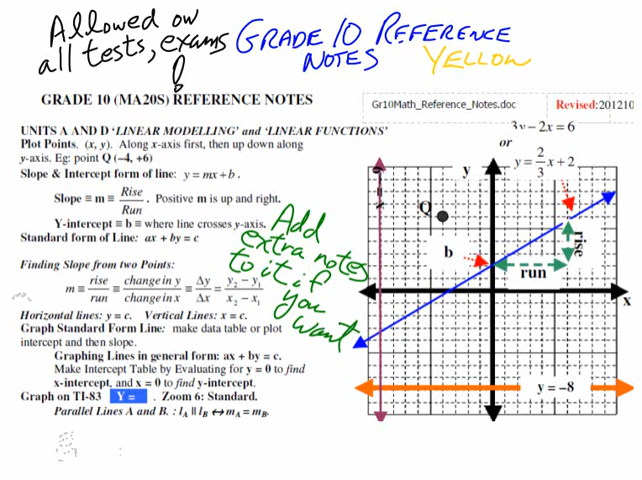 Allowed on
all tests, exams
GRADE 10 REFERENCE
NOTES YELLOW
GRADE 10 (MA20S) REFERENCE NOTES
Gr10Math_Reference_Notes.doc
Revised:201210
UNITS A AND D ‘LINEAR MODELLING’ and ‘LINEAR FUNCTIONS’
Plot Points. (x, y). Along x-axis first, then up down along
y-axis. Eg: point Q (–4, +6)
Slope & Intercept form of line: y = mx + b.
Slope ≡ m ≡ Rise/Run. Positive m is up and right.
Y-intercept ≡ b ≡ where line crosses y-axis.
Standard form of Line: ax + by = c
Finding Slope from two Points:
m ≡ rise/run ≡ change in y/change in x ≡ Δy/Δx ≡ y₂ – y₁/x₂ – x₁
Horizontal lines: y = c. Vertical Lines: x = c.
Graph Standard Form Line: make data table or plot
intercept and then slope.
Graphing Lines in general form: ax + by = c.
Make Intercept Table by Evaluating for y = 0 to find
x-intercept, and x = 0 to find y-intercept.
Graph on TI-83 Y = . Zoom 6: Standard.
Parallel Lines A and B. : l_A ∥ l_B ↔ m_A = m_B.
Add
extra notes
to it if
you
want
3y – 2x = 6
or
y = 2/3 x + 2
y
Q
b
rise
run
x
y = –8